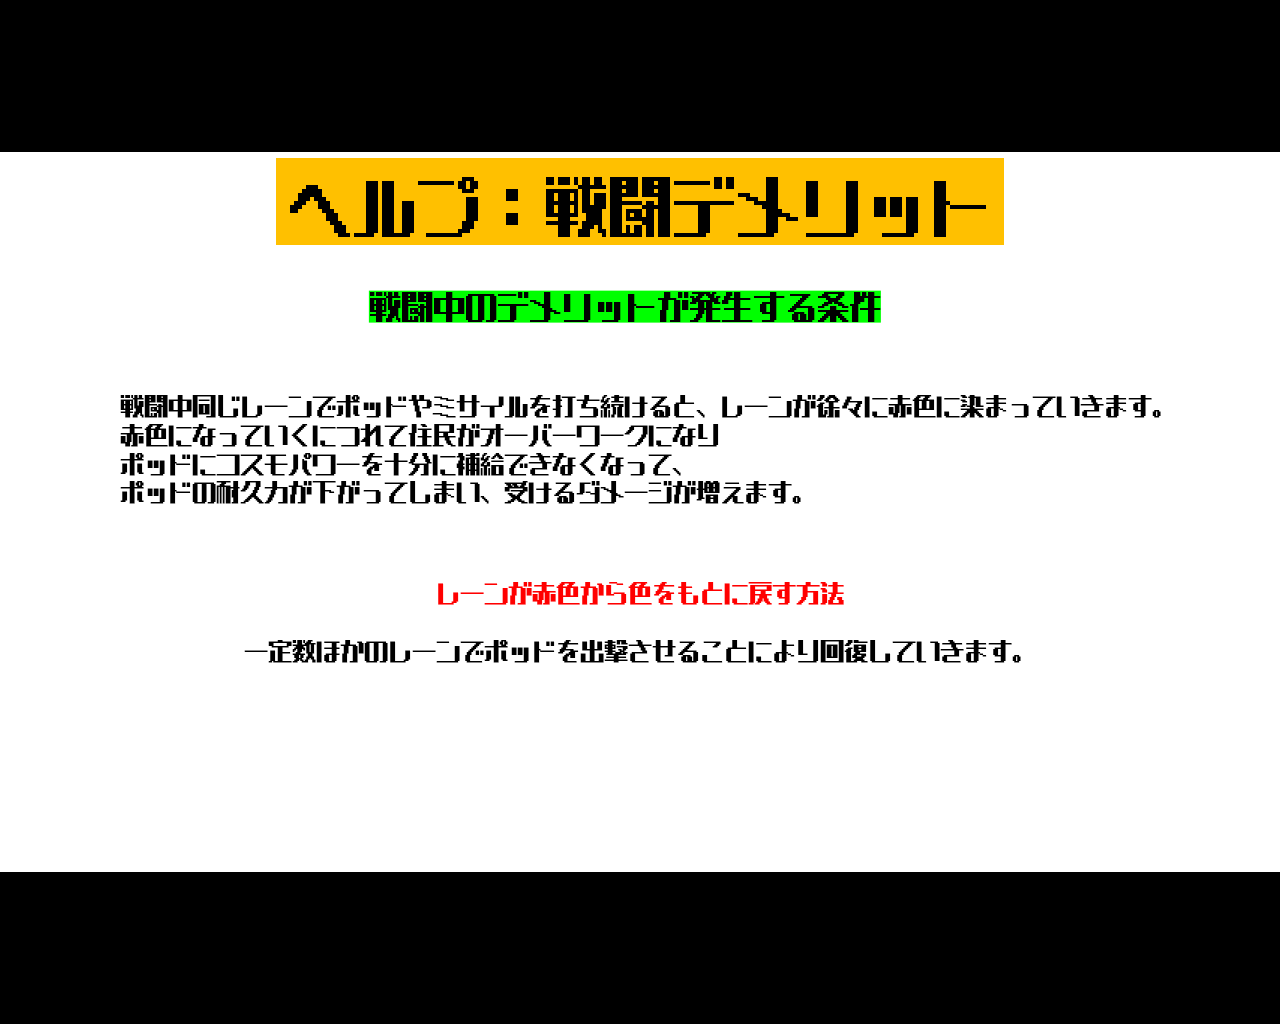 ヘルプ：戦闘デメリット
戦闘中のデメリットが発生する条件
戦闘中同じレーンでポッドやミサイルを打ち続けると、レーンが徐々に赤色に染まっていきます。
赤色になっていくにつれて住民がオーバーワークになり
ポッドにコスモパワーを十分に補給できなくなって、
ポッドの耐久力が下がってしまい、受けるダメージが増えます。
レーンが赤色から色をもとに戻す方法
一定数ほかのレーンでポッドを出撃させることにより回復していきます。